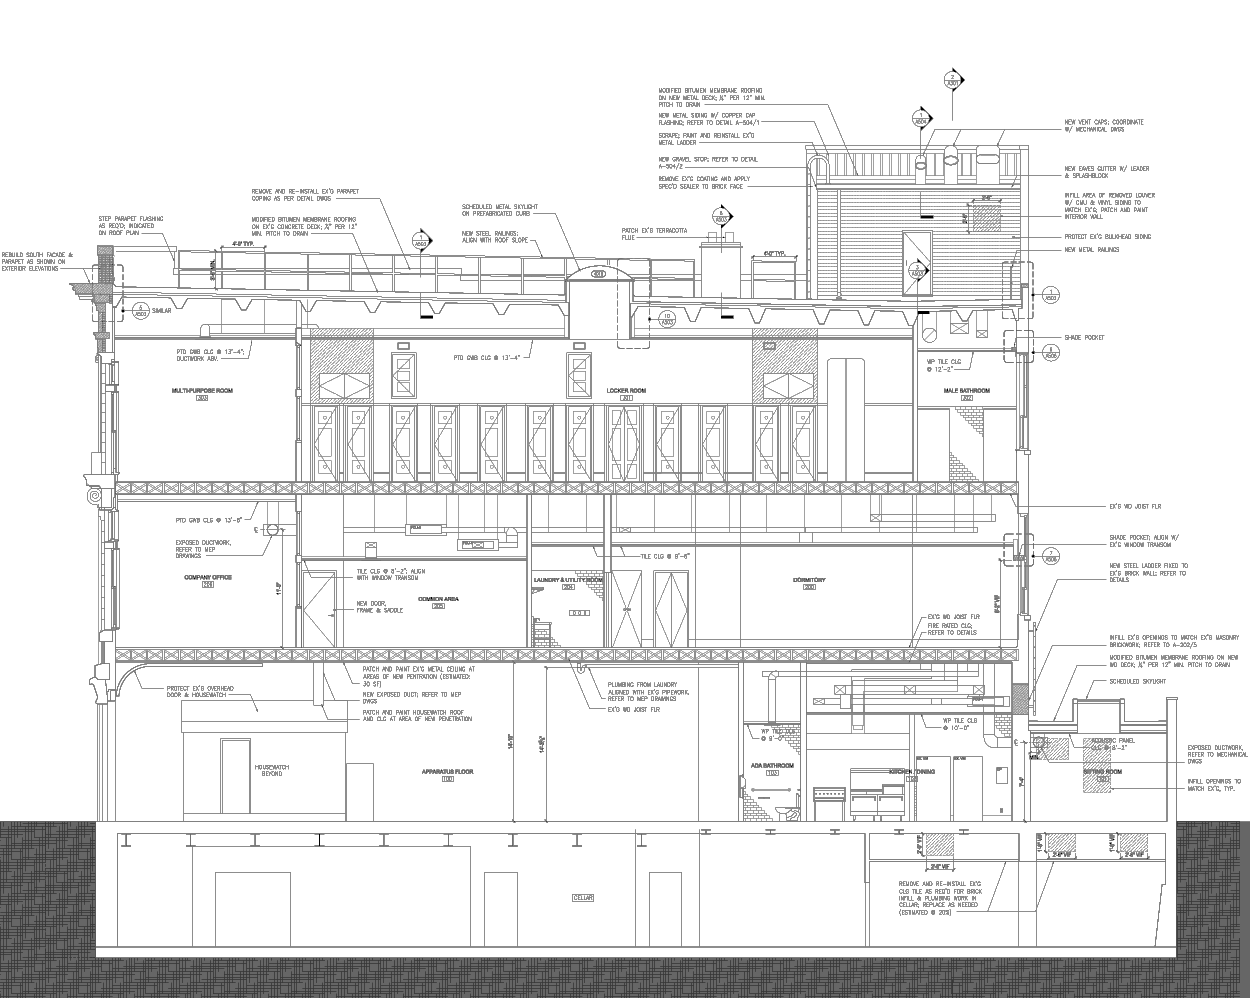 MODIFIED BITUMEN MEMBRANE ROOFING
ON NEW METAL DECK; ¼" PER 12" MIN.
PITCH TO DRAIN
NEW METAL SIDING W/ COPPER CAP
FLASHING; REFER TO DETAIL A-504/1
SCRAPE; PAINT AND REINSTALL EX'G
METAL LADDER
NEW GRAVEL STOP; REFER TO DETAIL
A-504/2
REMOVE EX'G COATING AND APPLY
SPEC'D SEALER TO BRICK FACE
NEW VENT CAPS; COORDINATE
W/ MECHANICAL DWGS
NEW EAVES GUTTER W/ LEADER
& SPLASHBLOCK
INFILL AREA OF REMOVED LOUVER
W/ CMU & VINYL SIDING TO
MATCH EX'G; PATCH AND PAINT
INTERIOR WALL
PROTECT EX'G BULKHEAD SIDING
NEW METAL RAILINGS
REMOVE AND RE-INSTALL EX'G PARAPET
COPING AS PER DETAIL DWGS
STEP PARAPET FLASHING
AS REQ'D; INDICATED
ON ROOF PLAN
MODIFIED BITUMEN MEMBRANE ROOFING
ON EX'G CONCRETE DECK; ¼" PER 12"
MIN. PITCH TO DRAIN
SCHEDULED METAL SKYLIGHT
ON PREFABRICATED CURB
NEW STEEL RAILINGS;
ALIGN WITH ROOF SLOPE
PATCH EX'G TERRACOTTA
FLUE
REBUILD SOUTH FACADE &
PARAPET AS SHOWN ON
EXTERIOR ELEVATIONS
4'-0" TYP.
SIMILAR
PTD GWB CLG @ 13'-4";
DUCTWORK ABV.
PTD GWB CLG @ 13'-4"
WP TILE CLG
@ 12'-2"
SHADE POCKET
MULTI-PURPOSE ROOM
303
LOCKER ROOM
301
MALE BATHROOM
302
PTD GWB CLG @ 13'-8"
EXPOSED DUCTWORK,
REFER TO MEP
DRAWINGS
COMPANY OFFICE
TILE CLG @ 8'-2"; ALIGN
WITH WINDOW TRANSOM
NEW DOOR,
FRAME & SADDLE
COMMON AREA
205
TILE CLG @ 8'-6"
LAUNDRY & UTILITY ROOM
204
DORMITORY
EX'G WD JOIST FLR
SHADE POCKET; ALIGN W/
EX'G WINDOW TRANSOM
NEW STEEL LADDER FIXED TO
EX'G BRICK WALL; REFER TO
DETAILS
EX'G WD JOIST FLR
FIRE RATED CLG;
REFER TO DETAILS
INFILL EX'G OPENINGS TO MATCH EX'G MASONRY
BRICKWORK; REFER TO A-202/5
MODIFIED BITUMEN MEMBRANE ROOFING ON NEW
WD DECK; ¼" PER 12" MIN. PITCH TO DRAIN
SCHEDULED SKYLIGHT
PROTECT EX'G OVERHEAD
DOOR & HOUSEWATCH
PATCH AND PAINT EX'G METAL CEILING AT
AREAS OF NEW PENTRATION (ESTIMATED:
30 SF)
NEW EXPOSED DUCT; REFER TO MEP
DWGS
PATCH AND PAINT HOUSEWATCH ROOF
AND CLG AT AREA OF NEW PENETRATION
PLUMBING FROM LAUNDRY
ALIGNED WITH EX'G PIPEWORK,
REFER TO MEP DRAWINGS
EX'G WD JOIST FLR
WP TILE CLG
@ 8'-0"
WP TILE CLG
@ 10'-0"
ACOUSTIC PANEL
CLG @ 8'-2"
EXPOSED DUCTWORK,
REFER TO MECHANICAL
DWGS
INFILL OPENINGS TO
MATCH EX'G, TYP.
HOUSEWATCH
BEYOND
APPARATUS FLOOR
100
ADA BATHROOM
103
KITCHEN / DINING
SITTING ROOM
CELLAR
REMOVE AND RE-INSTALL EX'G
CLG TILE AS REQ'D FOR BRICK
INFILL & PLUMBING WORK IN
CELLAR; REPLACE AS NEEDED
(ESTIMATED @ 20%)